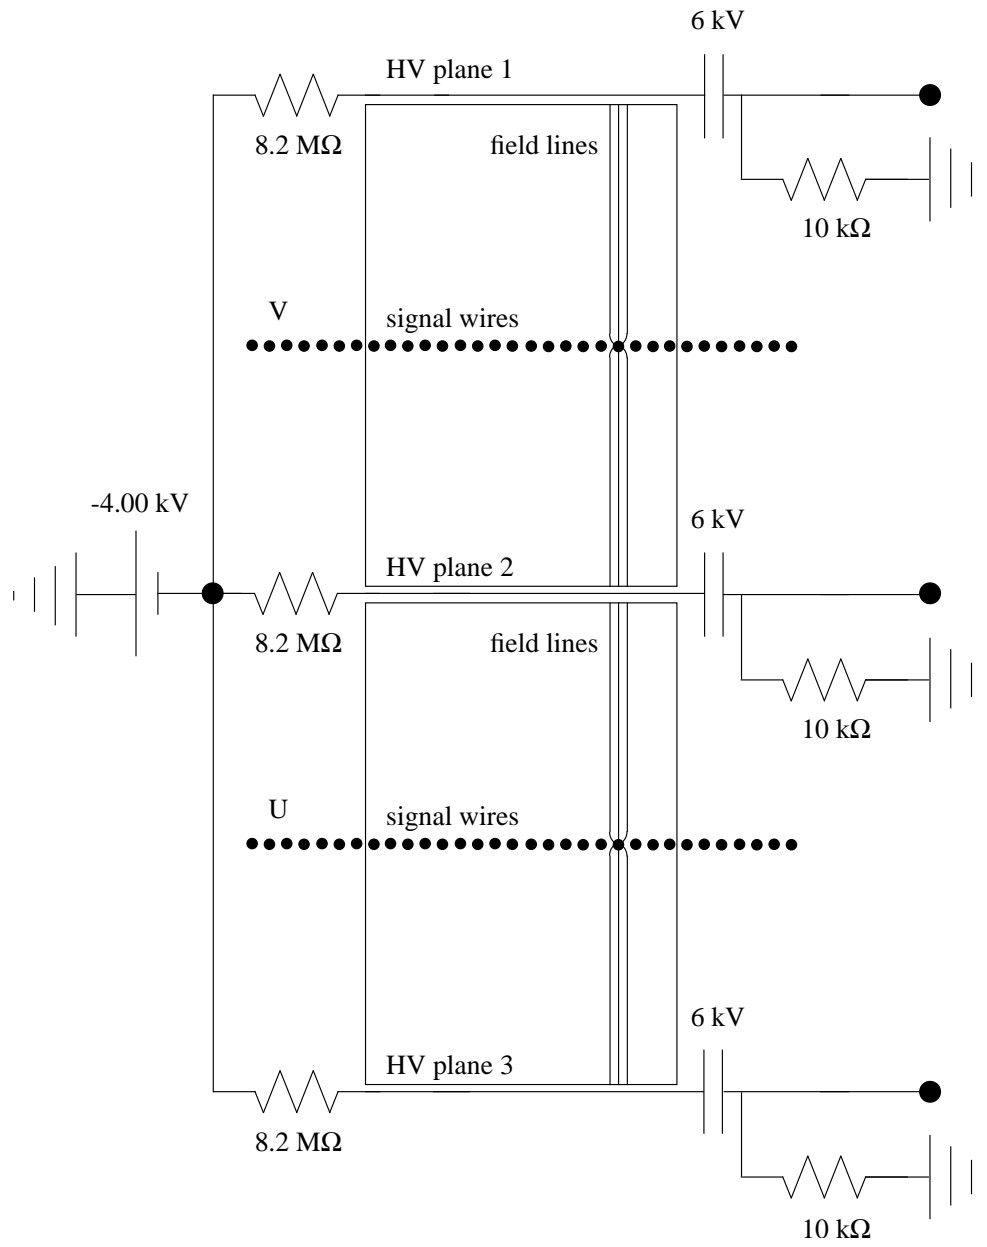 6 kV
HV plane 1
8.2 MΩ
field lines
10 kΩ
V
signal wires
-4.00 kV
6 kV
HV plane 2
8.2 MΩ
field lines
10 kΩ
U
signal wires
6 kV
HV plane 3
8.2 MΩ
10 kΩ